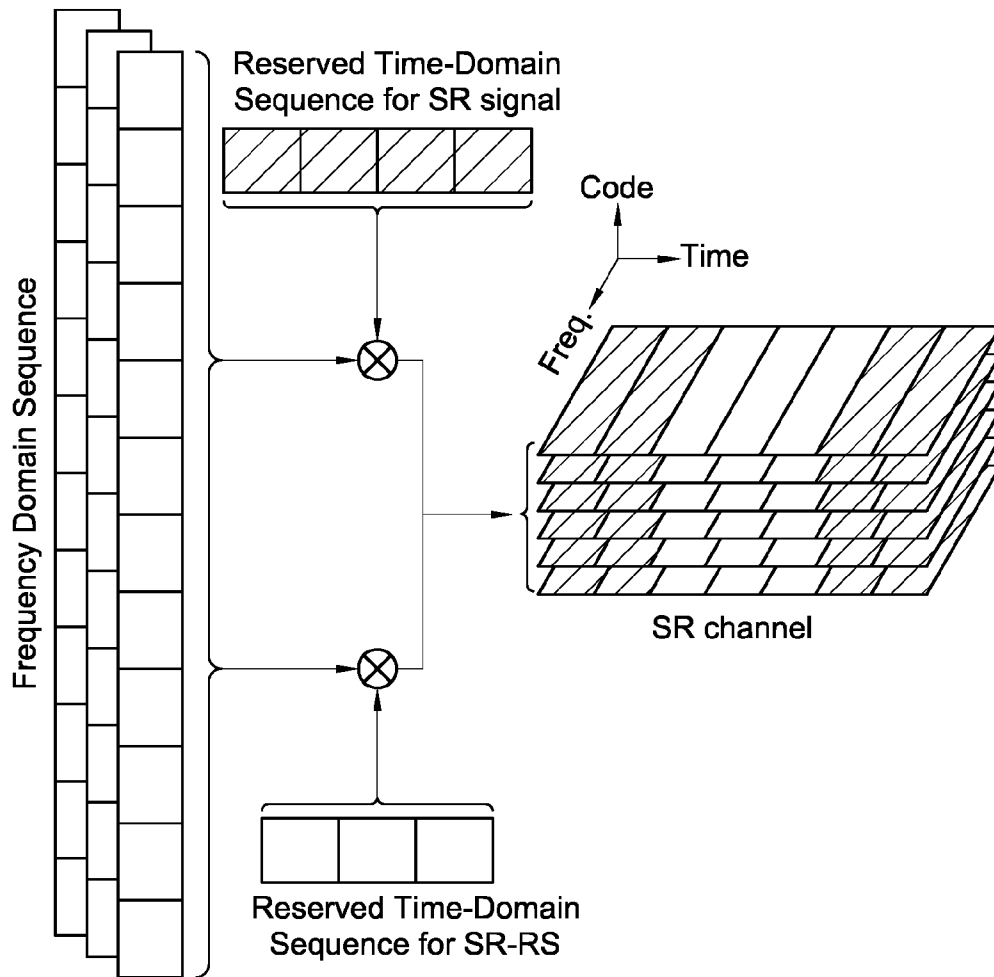 Frequency Domain Sequence
Reserved Time-Domain
Sequence for SR signal
Code
Time
Freq.
SR channel
Reserved Time-Domain
Sequence for SR-RS